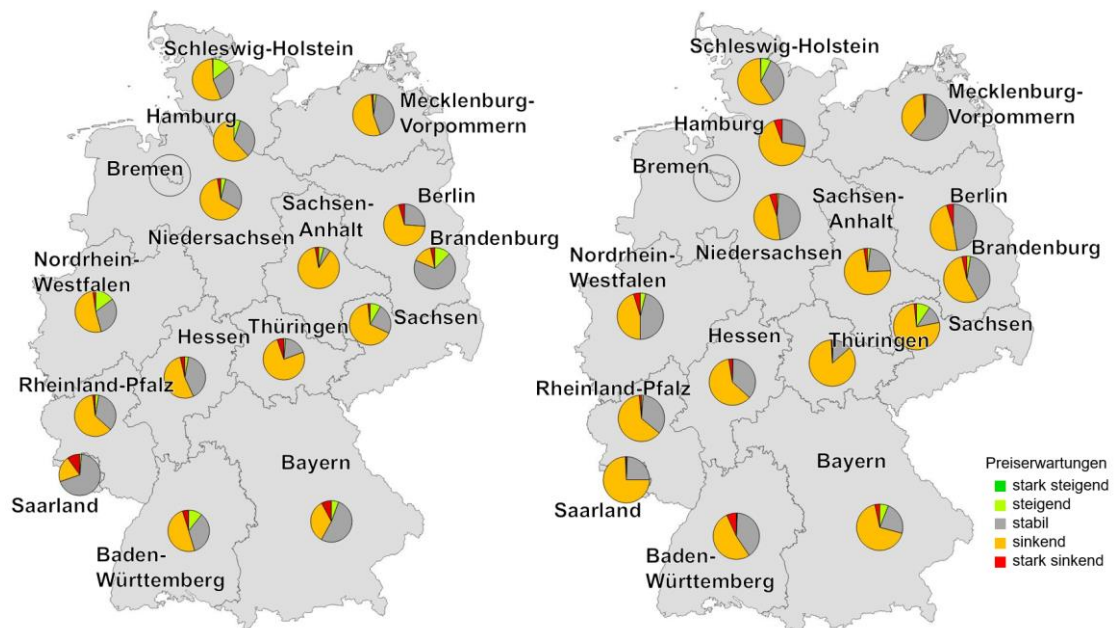 Schleswig-Holstein
Mecklenburg-
Vorpommern
Hamburg
Bremen
Berlin
Sachsen-
Anhalt
Niedersachsen
Brandenburg
Nordrhein-
Westfalen
Sachsen
Thüringen
Hessen
Rheinland-Pfalz
Bayern
Saarland
Baden-
Württemberg
Schleswig-Holstein
Mecklenburg-
Vorpommern
Hamburg
Bremen
Sachsen-
Anhalt
Berlin
Niedersachsen
Brandenburg
Nordrhein-
Westfalen
Sachsen
Hessen
Thüringen
Rheinland-Pfalz
Bayern
Saarland
Baden-
Württemberg
Preiserwartungen
stark steigend
steigend
stabil
sinkend
stark sinkend